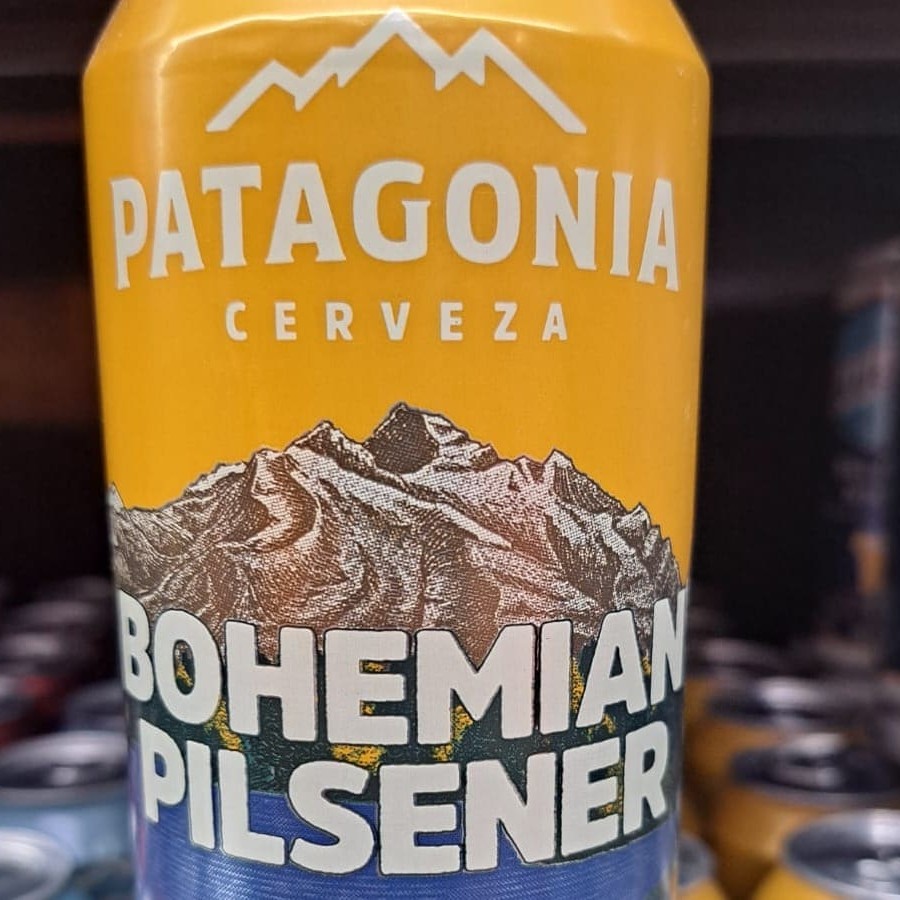 PATAGONIA
CERVEZA
BOHEMIAN
PILSENER